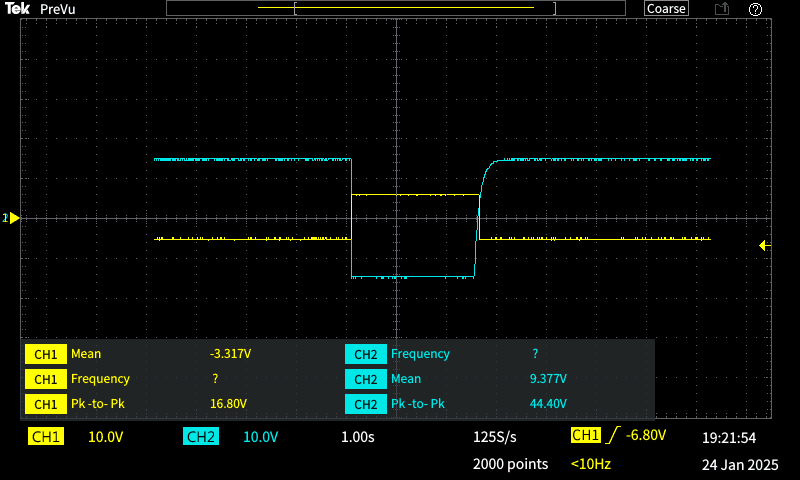 Tek PreVu Coarse
CH1 Mean -3.317V CH2 Frequency ?
CH1 Frequency ? CH2 Mean 9.377V
CH1 Pk -to- Pk 16.80V CH2 Pk -to- Pk 44.40V
CH1 10.0V CH2 10.0V 1.00s 125S/s CH1 -6.80V 19:21:54
2000 points <10Hz 24 Jan 2025